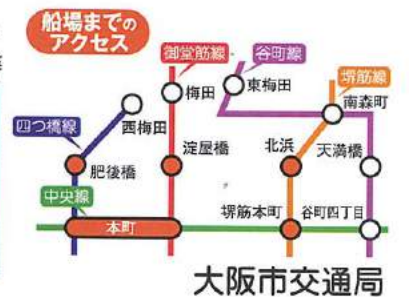 船場までの
アクセス
御堂筋線
谷町線
堺筋線
梅田
東梅田
南森町
四つ橋線
西梅田
肥後橋
淀屋橋
北浜
天満橋
中央線
本町
堺筋本町
谷町四丁目
大阪市交通局